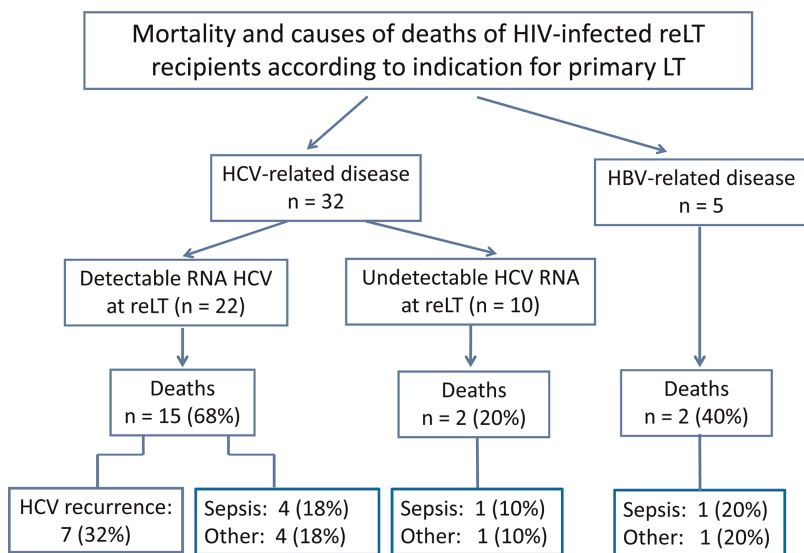 Mortality and causes of deaths of HIV-infected reLT
recipients according to indication for primary LT
HCV-related disease
n = 32
HBV-related disease
n = 5
Detectable RNA HCV
at reLT (n = 22)
Undetectable HCV RNA
at reLT (n = 10)
Deaths
n = 15 (68%)
Deaths
n = 2 (20%)
Deaths
n = 2 (40%)
HCV recurrence:
7 (32%)
Sepsis: 4 (18%)
Other: 4 (18%)
Sepsis: 1 (10%)
Other: 1 (10%)
Sepsis: 1 (20%)
Other: 1 (20%)